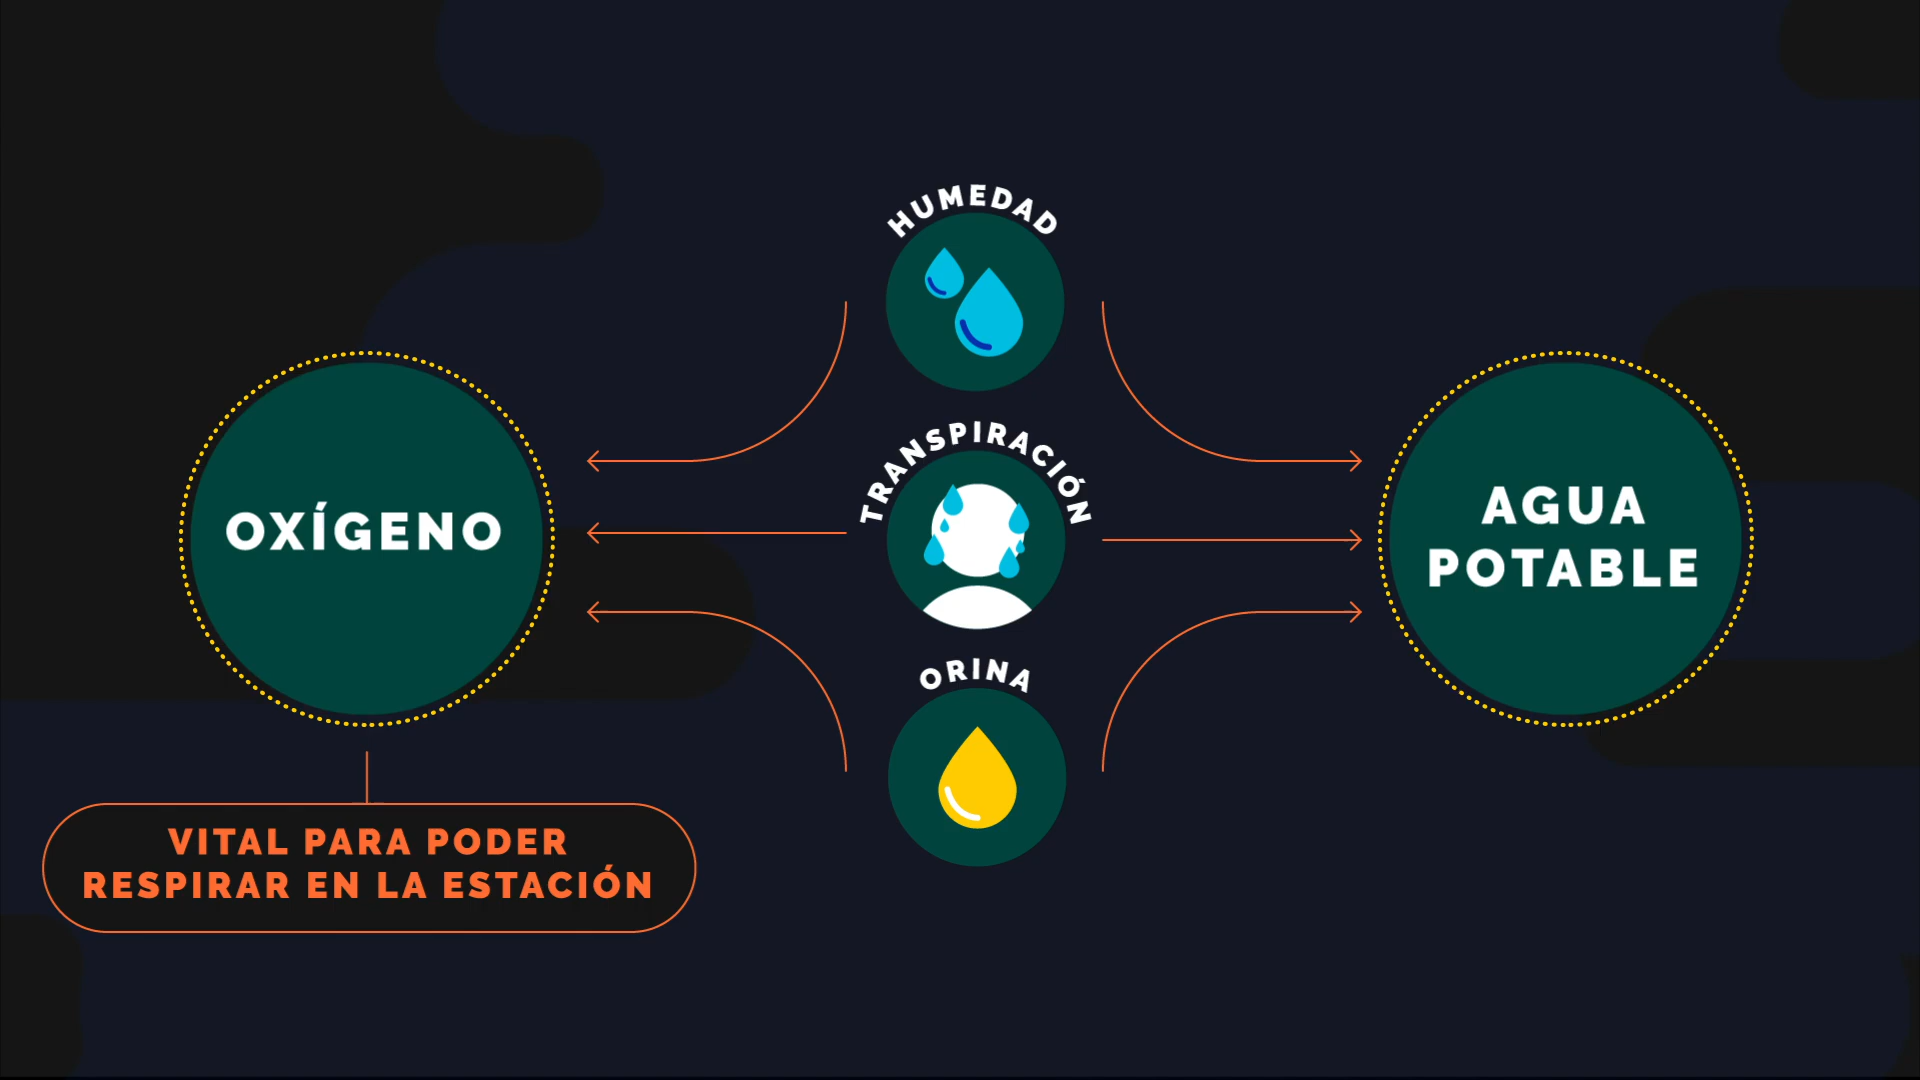 HUMEDAD
TRANSPIRACIÓN
OXÍGENO
AGUA
POTABLE
ORINA
VITAL PARA PODER
RESPIRAR EN LA ESTACIÓN